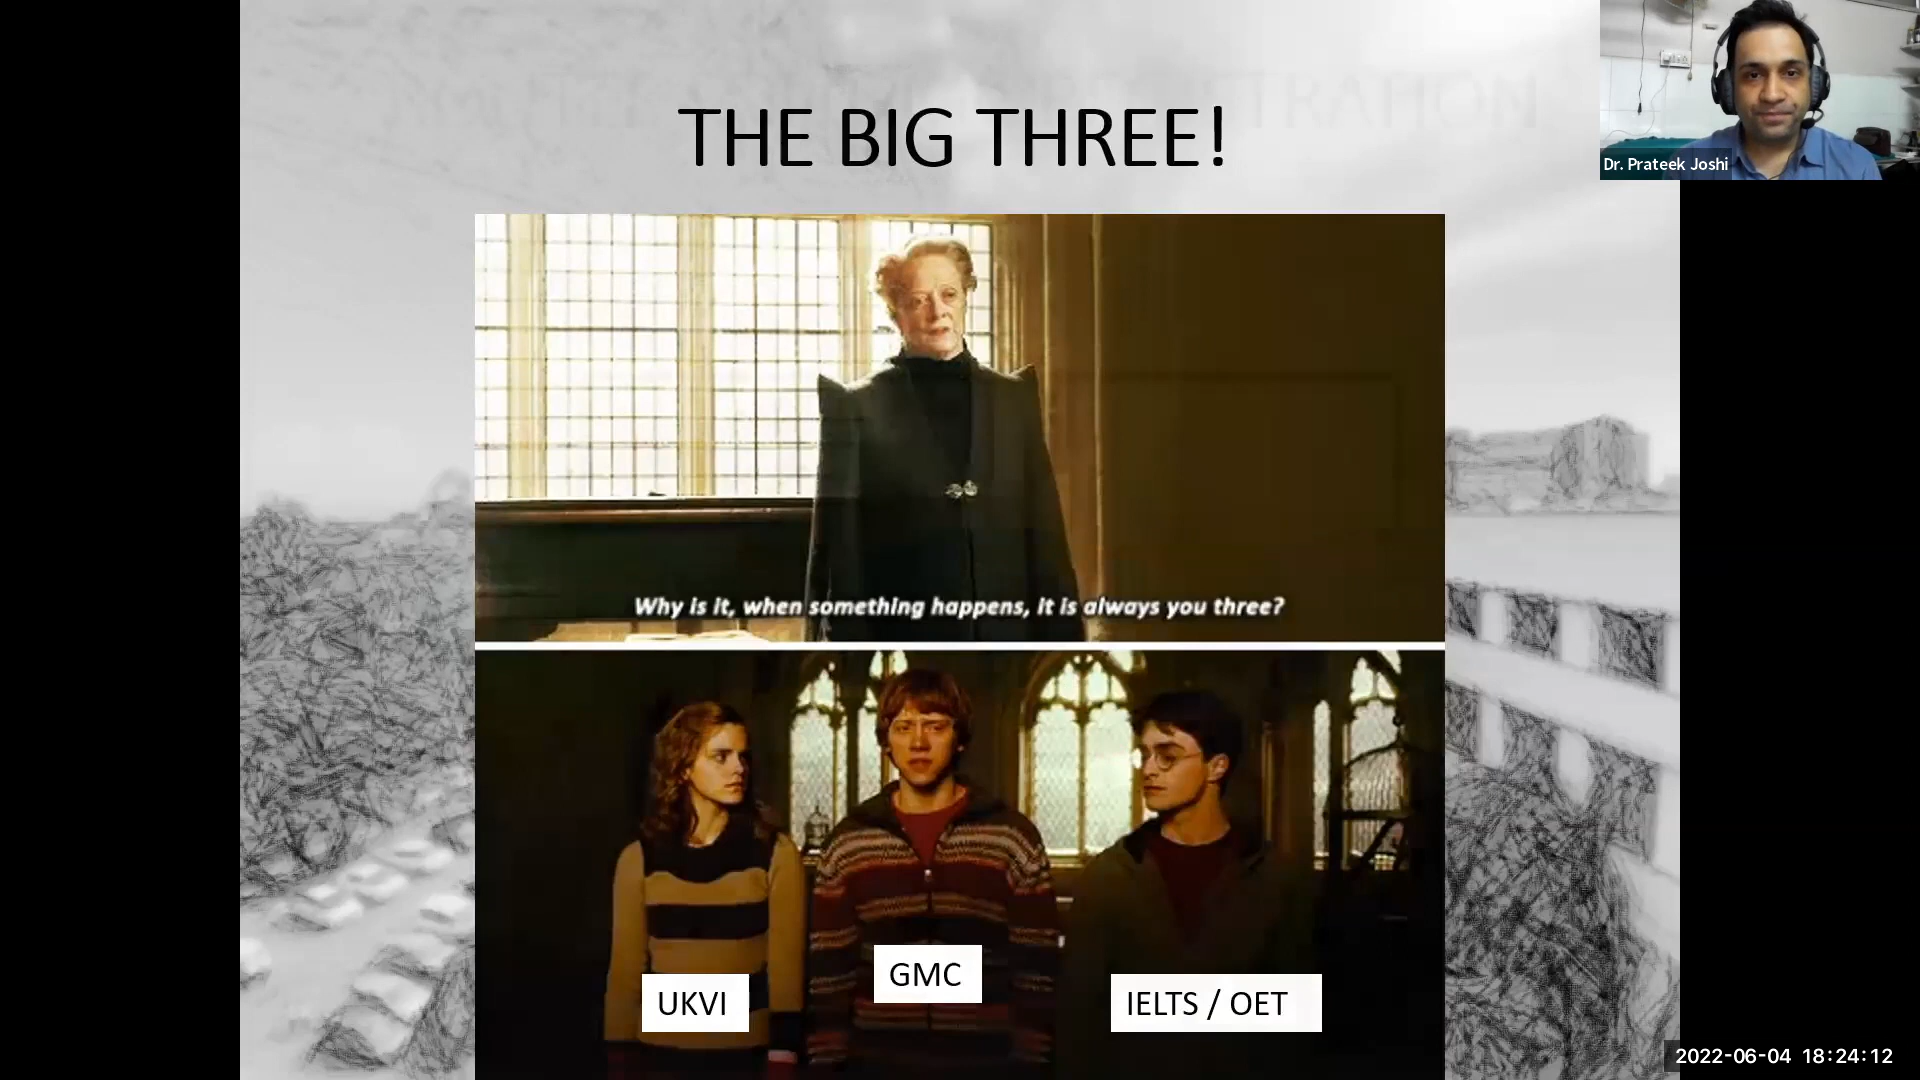 THE BIG THREE!
Dr. Prateek Joshi
Why is it, when something happens, it is always you three?
UKVI
GMC
IELTS / OET
2022-06-04 18:24:12